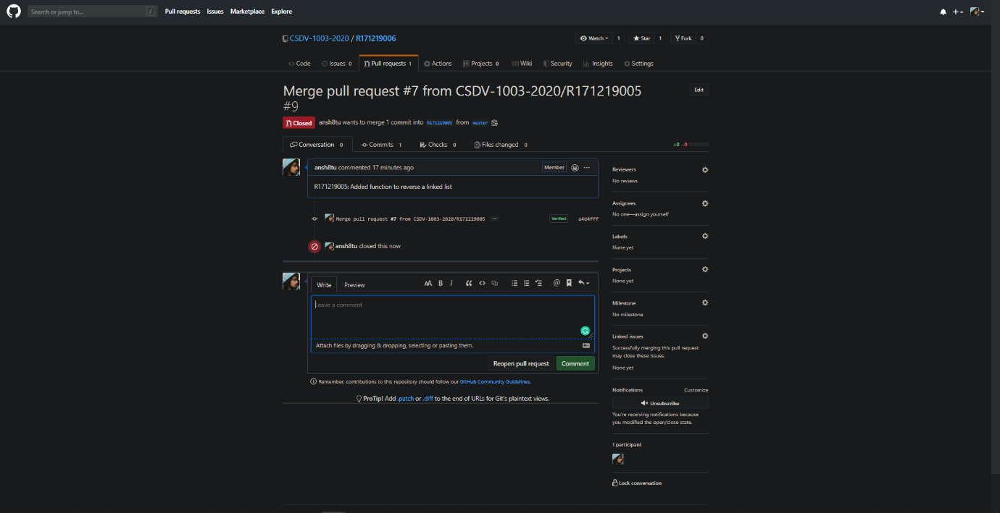 Search or jump to... / Pull requests Issues Marketplace Explore
CSDV-1003-2020 / R171219006 Watch 1 Star 1 Fork 0
Code Issues 0 Pull requests 1 Actions Projects 0 Wiki Security Insights Settings
Merge pull request #7 from CSDV-1003-2020/R171219005 Edit
#9
Closed ansh8tu wants to merge 1 commit into R171219005 from master
Conversation 0 Commits 1 Checks 0 Files changed 0 +0 −0
ansh8tu commented 17 minutes ago Member ...
R171219005: Added function to reverse a linked list
Merge pull request #7 from CSDV-1003-2020/R171219005 ... Verified a4d4fff
ansh8tu closed this now
Write Preview AA B i @
Leave a comment
Attach files by dragging & dropping, selecting or pasting them.
Reopen pull request Comment
Remember, contributions to this repository should follow our GitHub Community Guidelines.
ProTip! Add .patch or .diff to the end of URLs for Git's plaintext views.
Reviewers
No reviews
Assignees
No one—assign yourself
Labels
None yet
Projects
None yet
Milestone
No milestone
Linked issues
Successfully merging this pull request
may close these issues.
None yet
Notifications Customize
Unsubscribe
You're receiving notifications because
you modified the open/close state.
1 participant
Lock conversation